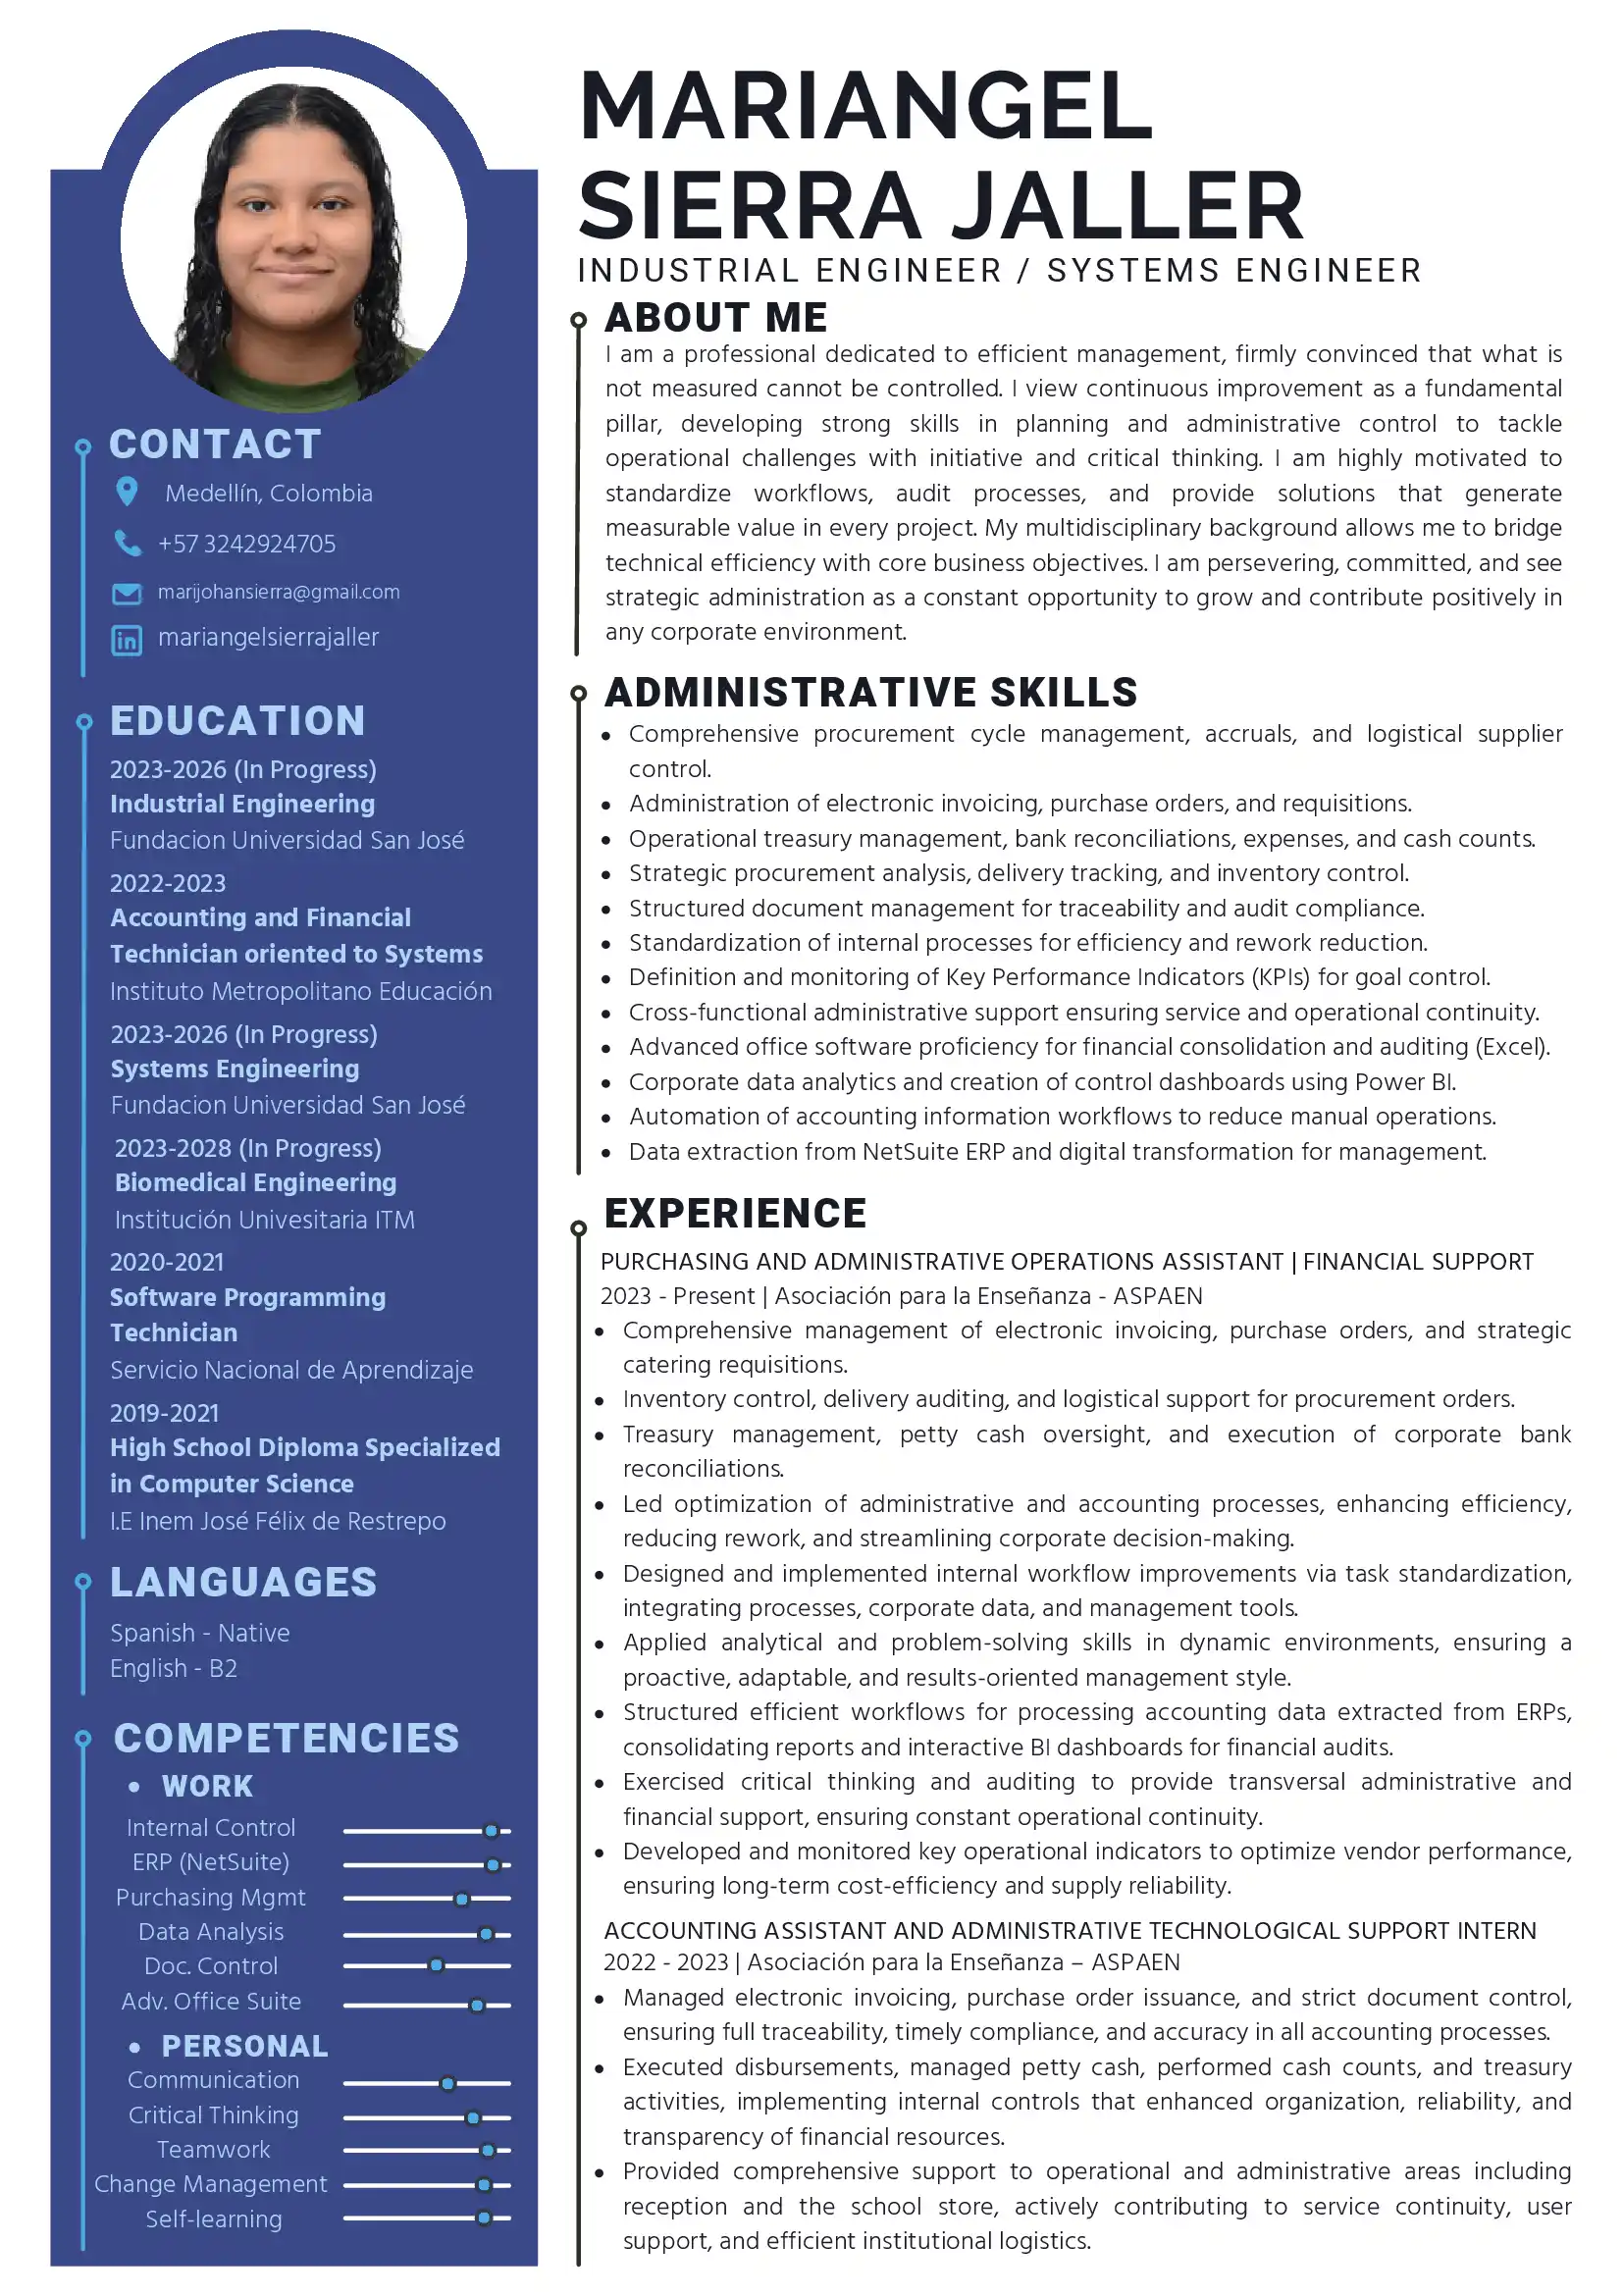 MARIANGEL
SIERRA JALLER
INDUSTRIAL ENGINEER / SYSTEMS ENGINEER
CONTACT
Medellín, Colombia
+57 3242924705
marijohansierra@gmail.com
mariangelsierrajaller
EDUCATION
2023-2026 (In Progress)
Industrial Engineering
Fundacion Universidad San José
2022-2023
Accounting and Financial
Technician oriented to Systems
Instituto Metropolitano Educación
2023-2026 (In Progress)
Systems Engineering
Fundacion Universidad San José
2023-2028 (In Progress)
Biomedical Engineering
Institución Univesitaria ITM
2020-2021
Software Programming
Technician
Servicio Nacional de Aprendizaje
2019-2021
High School Diploma Specialized
in Computer Science
I.E Inem José Félix de Restrepo
LANGUAGES
Spanish - Native
English - B2
COMPETENCIES
• WORK
Internal Control
ERP (NetSuite)
Purchasing Mgmt
Data Analysis
Doc. Control
Adv. Office Suite
• PERSONAL
Communication
Critical Thinking
Teamwork
Change Management
Self-learning
ABOUT ME
I am a professional dedicated to efficient management, firmly convinced that what is
not measured cannot be controlled. I view continuous improvement as a fundamental
pillar, developing strong skills in planning and administrative control to tackle
operational challenges with initiative and critical thinking. I am highly motivated to
standardize workflows, audit processes, and provide solutions that generate
measurable value in every project. My multidisciplinary background allows me to bridge
technical efficiency with core business objectives. I am persevering, committed, and see
strategic administration as a constant opportunity to grow and contribute positively in
any corporate environment.
ADMINISTRATIVE SKILLS
• Comprehensive procurement cycle management, accruals, and logistical supplier
control.
• Administration of electronic invoicing, purchase orders, and requisitions.
• Operational treasury management, bank reconciliations, expenses, and cash counts.
• Strategic procurement analysis, delivery tracking, and inventory control.
• Structured document management for traceability and audit compliance.
• Standardization of internal processes for efficiency and rework reduction.
• Definition and monitoring of Key Performance Indicators (KPIs) for goal control.
• Cross-functional administrative support ensuring service and operational continuity.
• Advanced office software proficiency for financial consolidation and auditing (Excel).
• Corporate data analytics and creation of control dashboards using Power BI.
• Automation of accounting information workflows to reduce manual operations.
• Data extraction from NetSuite ERP and digital transformation for management.
EXPERIENCE
PURCHASING AND ADMINISTRATIVE OPERATIONS ASSISTANT | FINANCIAL SUPPORT
2023 - Present | Asociación para la Enseñanza - ASPAEN
• Comprehensive management of electronic invoicing, purchase orders, and strategic
catering requisitions.
• Inventory control, delivery auditing, and logistical support for procurement orders.
• Treasury management, petty cash oversight, and execution of corporate bank
reconciliations.
• Led optimization of administrative and accounting processes, enhancing efficiency,
reducing rework, and streamlining corporate decision-making.
• Designed and implemented internal workflow improvements via task standardization,
integrating processes, corporate data, and management tools.
• Applied analytical and problem-solving skills in dynamic environments, ensuring a
proactive, adaptable, and results-oriented management style.
• Structured efficient workflows for processing accounting data extracted from ERPs,
consolidating reports and interactive BI dashboards for financial audits.
• Exercised critical thinking and auditing to provide transversal administrative and
financial support, ensuring constant operational continuity.
• Developed and monitored key operational indicators to optimize vendor performance,
ensuring long-term cost-efficiency and supply reliability.
ACCOUNTING ASSISTANT AND ADMINISTRATIVE TECHNOLOGICAL SUPPORT INTERN
2022 - 2023 | Asociación para la Enseñanza – ASPAEN
• Managed electronic invoicing, purchase order issuance, and strict document control,
ensuring full traceability, timely compliance, and accuracy in all accounting processes.
• Executed disbursements, managed petty cash, performed cash counts, and treasury
activities, implementing internal controls that enhanced organization, reliability, and
transparency of financial resources.
• Provided comprehensive support to operational and administrative areas including
reception and the school store, actively contributing to service continuity, user
support, and efficient institutional logistics.